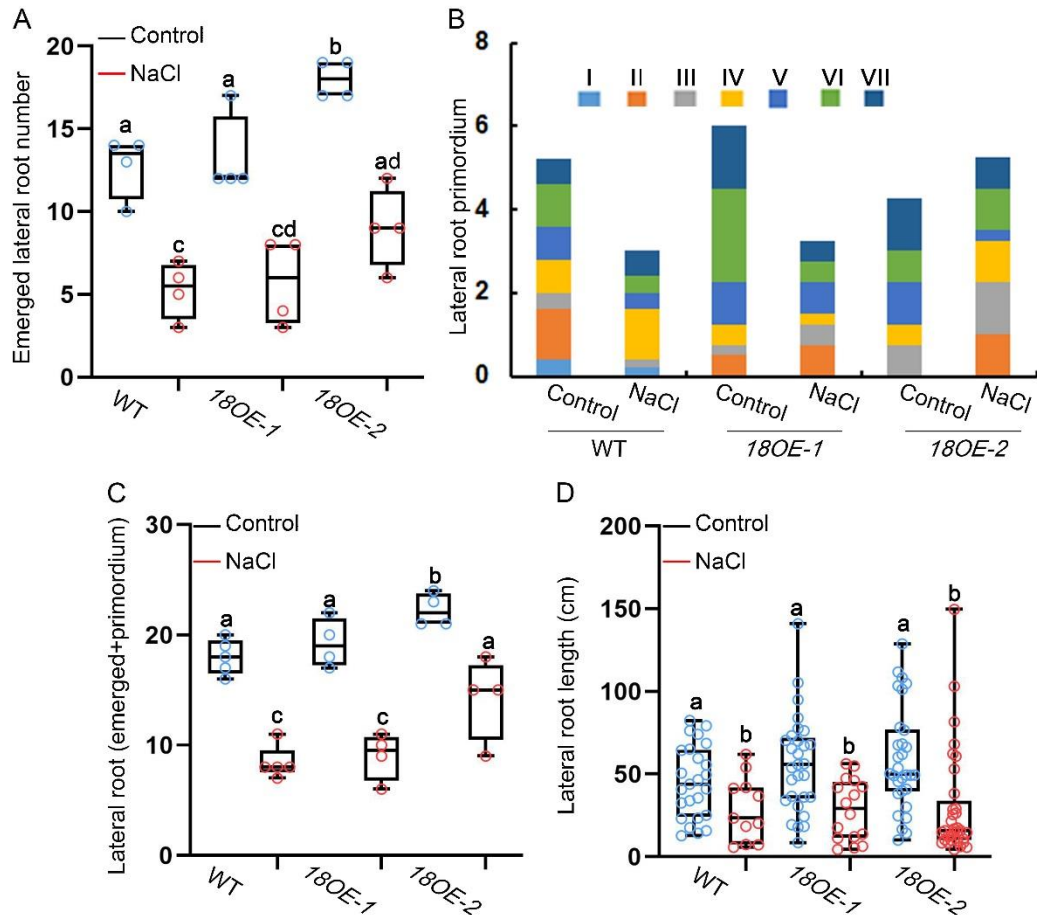 A
Control
NaCl
Emerged lateral root number
20
15
10
5
0
a
c
a
cd
b
ad
WT
18OE-1
18OE-2
B
Lateral root primordium
8
6
4
2
0
I II III IV V VI VII
Control NaCl Control NaCl Control NaCl
WT 18OE-1 18OE-2
C
Control
NaCl
Lateral root (emerged+primordium)
30
20
10
0
a
c
a
c
b
a
WT
18OE-1
18OE-2
D
Control
NaCl
Lateral root length (cm)
200
150
100
50
0
a
b
a
b
a
b
WT
18OE-1
18OE-2